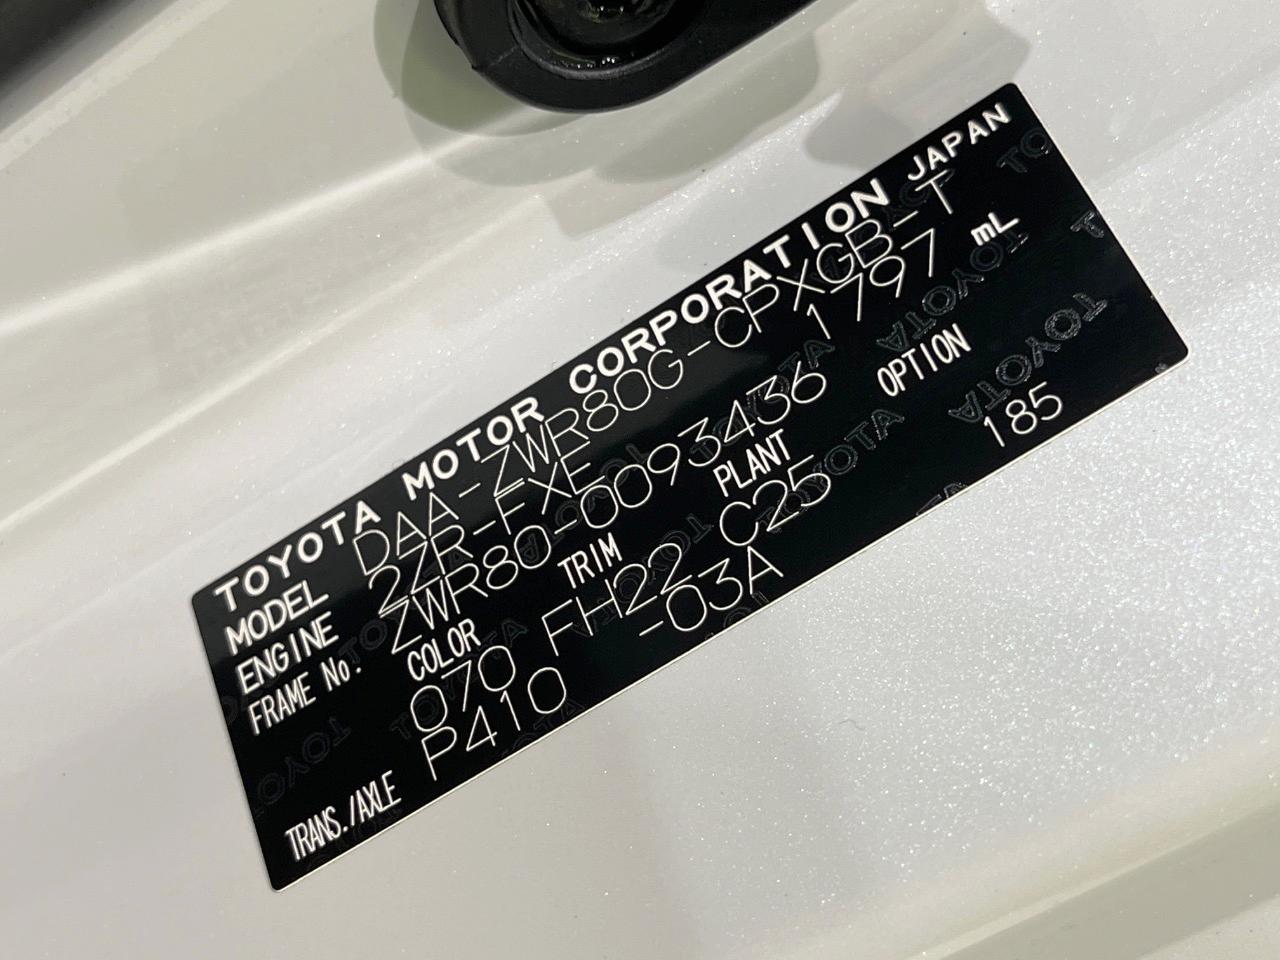 TOYOTA MOTOR CORPORATION JAPAN
MODEL DAA-ZWR80G-CPXGB-T
ENGINE 2ZR-FXE 1797 mL
FRAME No. ZWR80-0093436
COLOR TRIM PLANT OPTION
070 FH22 C25 185
TRANS./AXLE P410 -03A